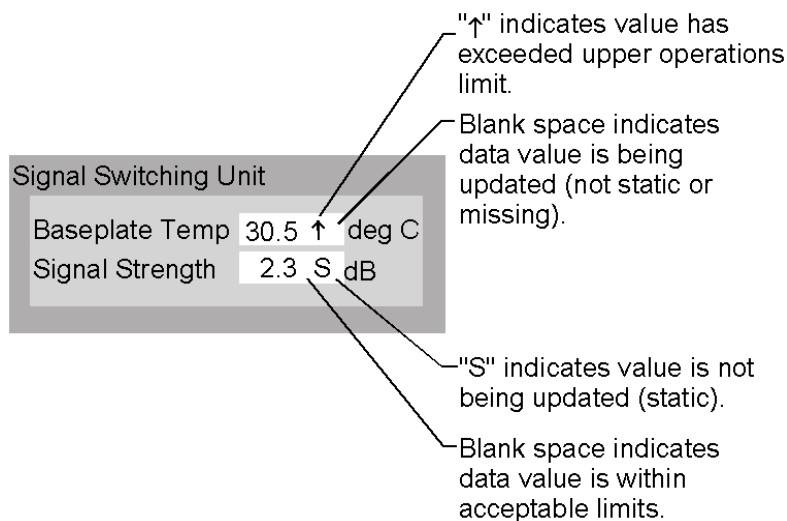 "↑" indicates value has
exceeded upper operations
limit.
Blank space indicates
data value is being
updated (not static or
missing).
Signal Switching Unit
Baseplate Temp 30.5 ↑ deg C
Signal Strength 2.3 S dB
"S" indicates value is not
being updated (static).
Blank space indicates
data value is within
acceptable limits.